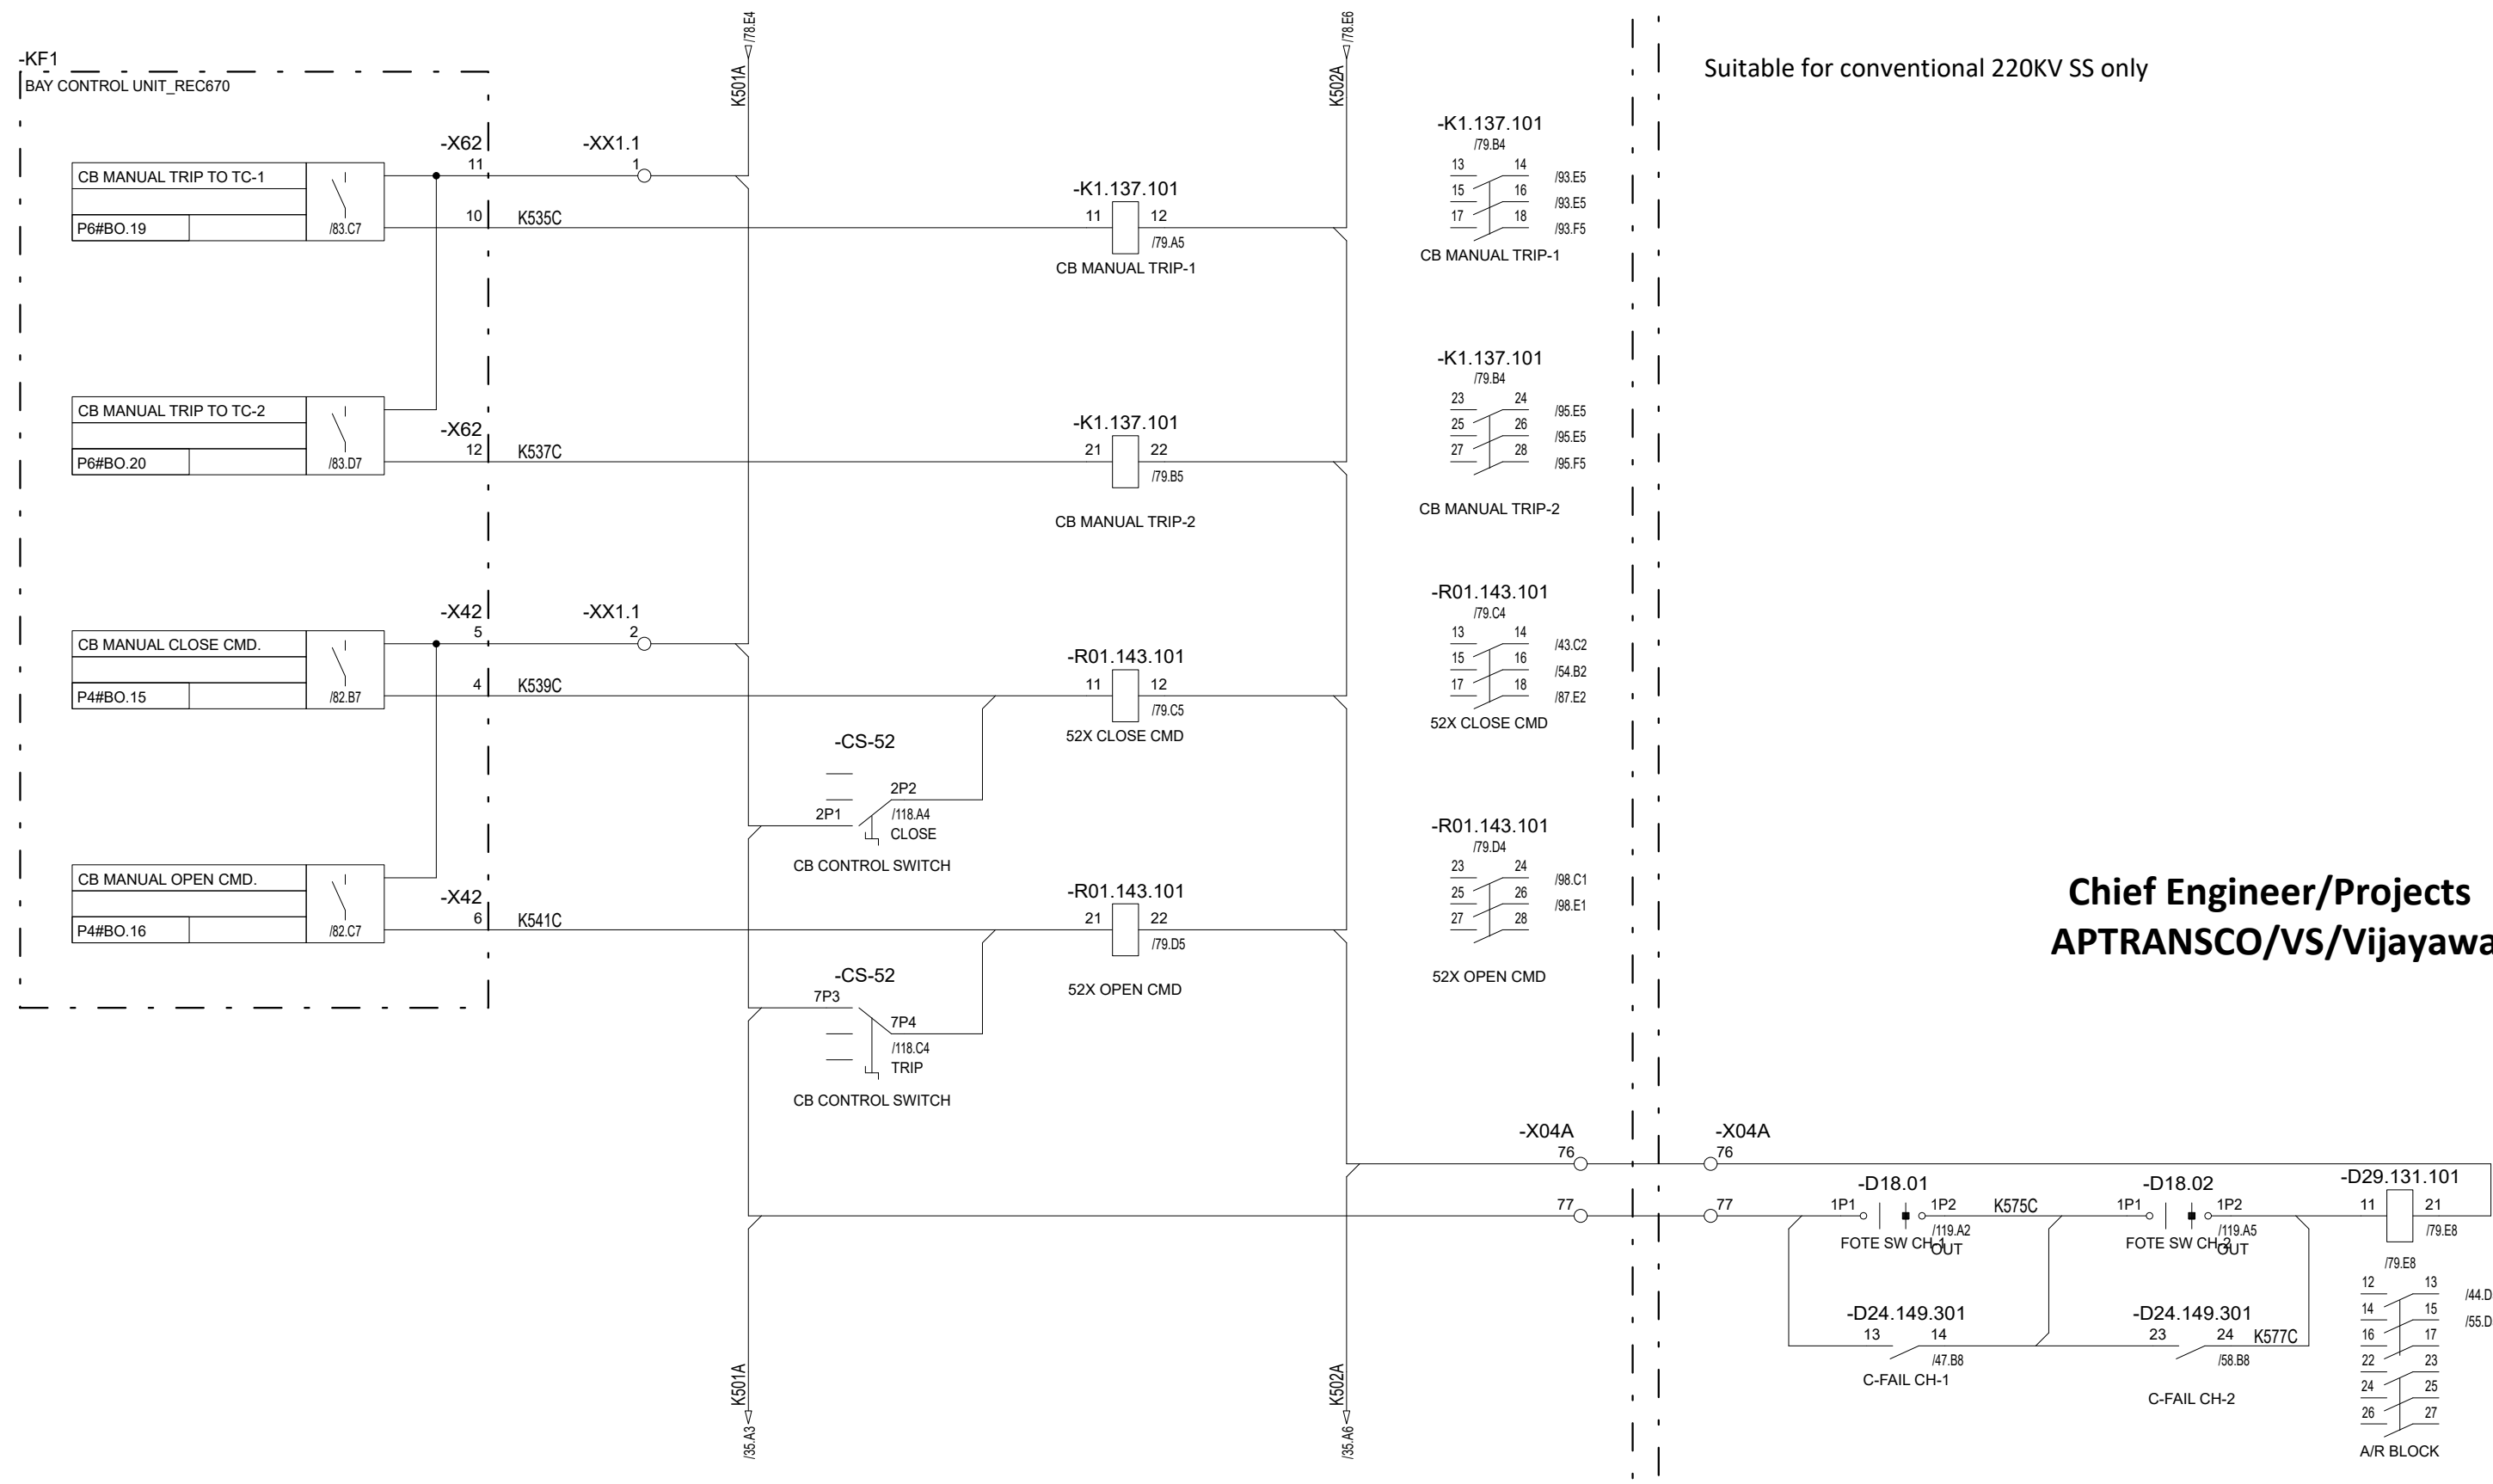 /78.E4
/78.E6
K501A
K502A
-KF1
BAY CONTROL UNIT_REC670
Suitable for conventional 220KV SS only
-X62
11
-XX1.1
1
CB MANUAL TRIP TO TC-1
P6#BO.19
/83.C7
10
K535C
-K1.137.101
11
12
/79.A5
CB MANUAL TRIP-1
-K1.137.101
/79.B4
13 14 /93.E5
15 16 /93.E5
17 18 /93.F5
CB MANUAL TRIP-1
CB MANUAL TRIP TO TC-2
P6#BO.20
/83.D7
-X62
12
K537C
-K1.137.101
21
22
/79.B5
CB MANUAL TRIP-2
-K1.137.101
/79.B4
23 24 /95.E5
25 26 /95.E5
27 28 /95.F5
CB MANUAL TRIP-2
-X42
5
-XX1.1
2
CB MANUAL CLOSE CMD.
P4#BO.15
/82.B7
4
K539C
-R01.143.101
11
12
/79.C5
52X CLOSE CMD
-R01.143.101
/79.C4
13 14 /43.C2
15 16 /54.B2
17 18 /87.E2
52X CLOSE CMD
-CS-52
2P2
2P1
/118.A4
CLOSE
CB CONTROL SWITCH
CB MANUAL OPEN CMD.
P4#BO.16
/82.C7
-X42
6
K541C
-R01.143.101
21
22
/79.D5
52X OPEN CMD
-R01.143.101
/79.D4
23 24 /98.C1
25 26 /98.E1
27 28
52X OPEN CMD
Chief Engineer/Projects
APTRANSCO/VS/Vijayawa
-CS-52
7P3
7P4
/118.C4
TRIP
CB CONTROL SWITCH
-X04A
76
-X04A
76
77
77
-D18.01
1P1
1P2
/119.A2
FOTE SW CH-1
OUT
K575C
-D18.02
1P1
1P2
/119.A5
FOTE SW CH-2
OUT
-D29.131.101
11
21
/79.E8
-D24.149.301
13
14
/47.B8
C-FAIL CH-1
-D24.149.301
23
24
K577C
/58.B8
C-FAIL CH-2
/79.E8
12 13 /44.D
14 15 /55.D
16 17
22 23
24 25
26 27
A/R BLOCK
K501A
K502A
/35.A3
/35.A6